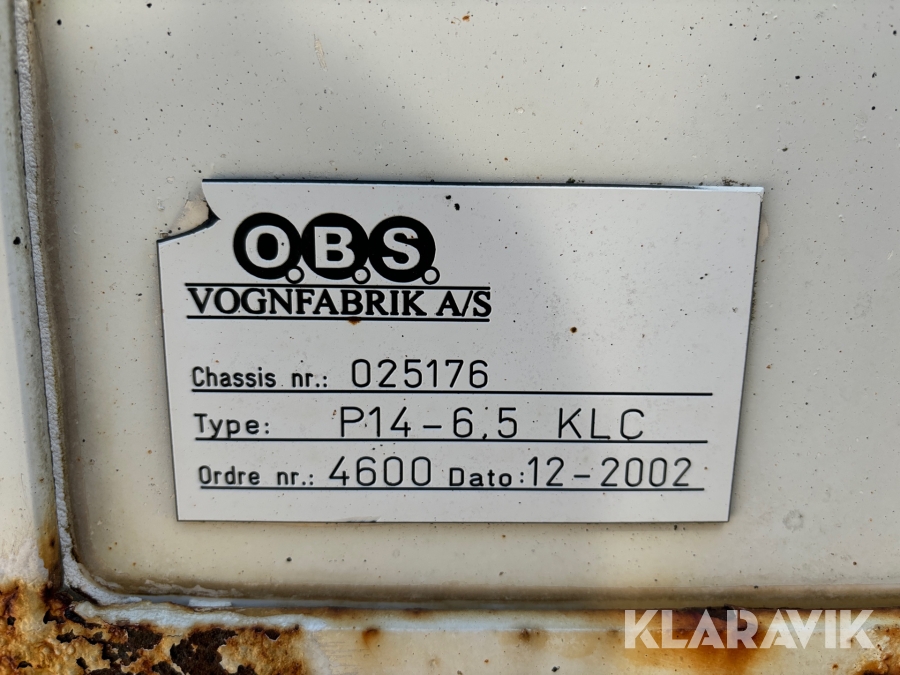 O.B.S.
VOGNFABRIK A/S
Chassis nr.: 025176
Type: P14-6,5 KLC
Ordre nr.: 4600 Dato: 12-2002
KLARAVIK